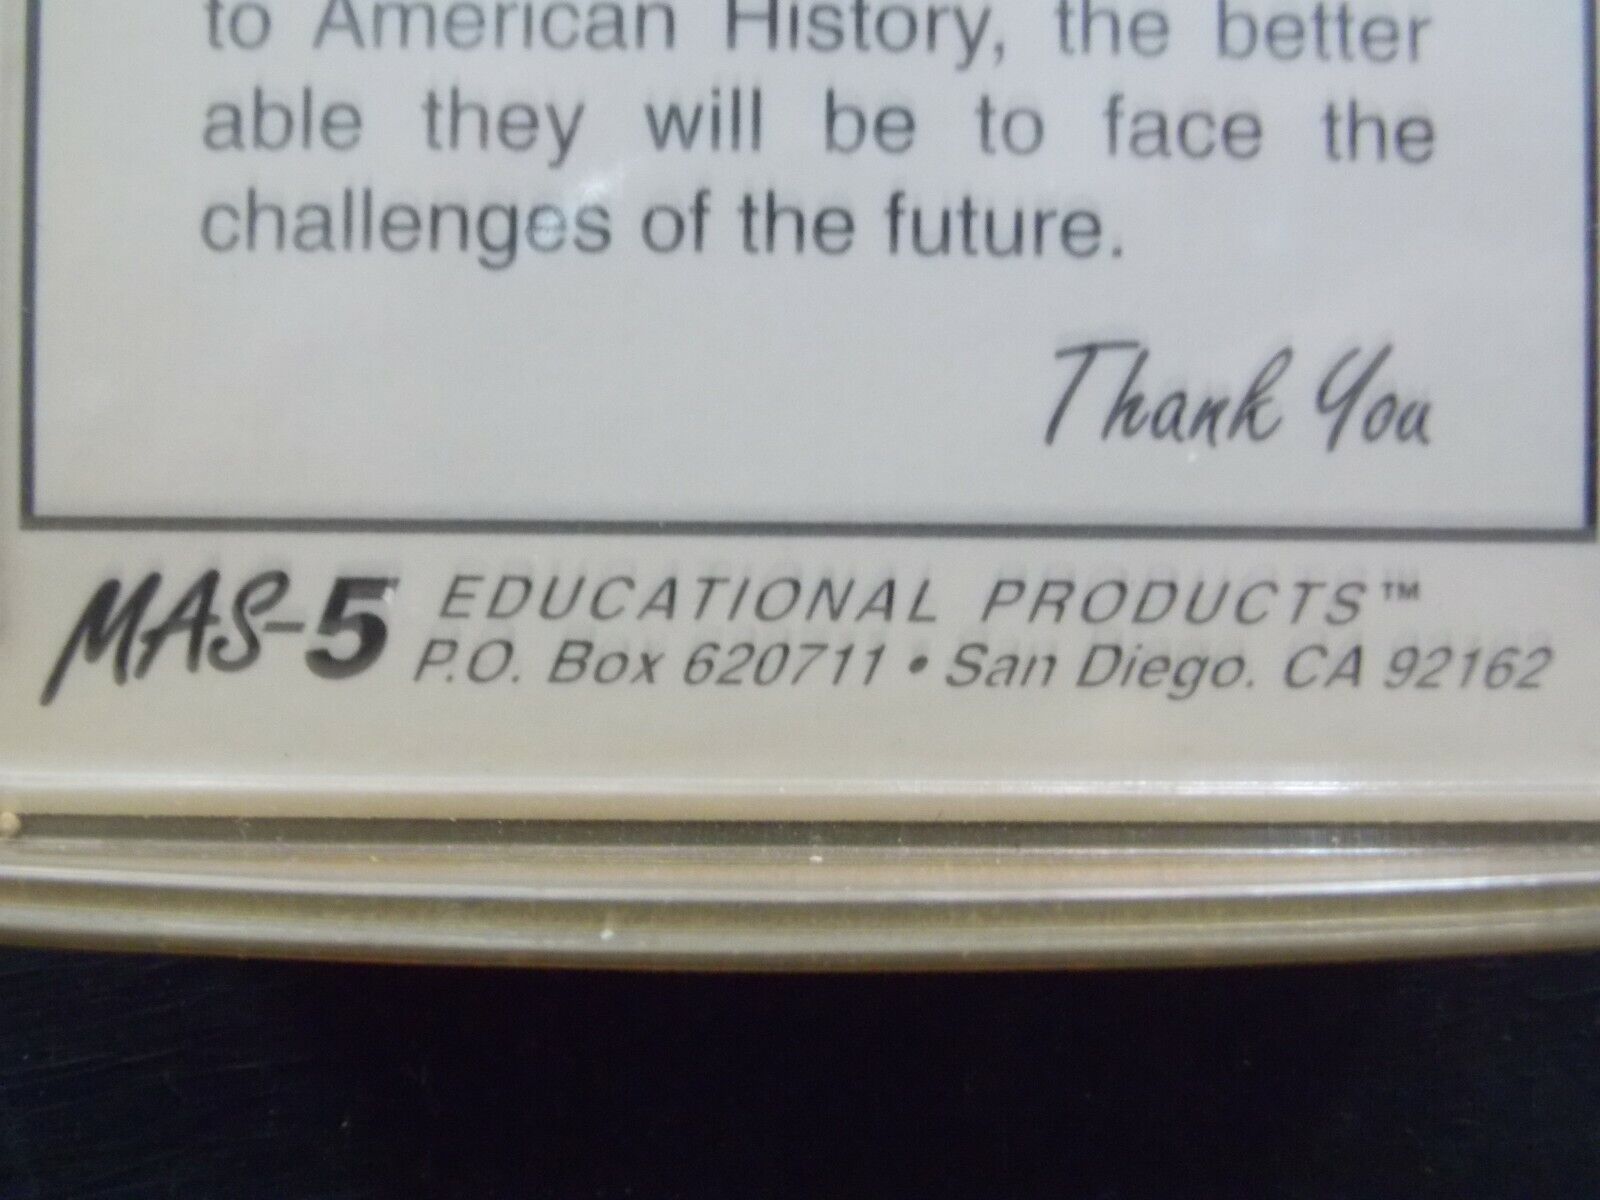 to American History, the better
able they will be to face the
challenges of the future.
Thank You
MAS-5 EDUCATIONAL PRODUCTS™
P.O. Box 620711 • San Diego. CA 92162